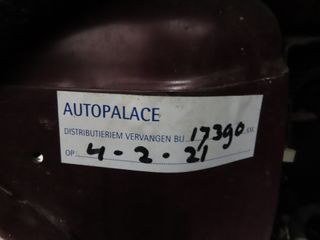 AUTOPALACE
DISTRIBUTIERIEM VERVANGEN BIJ 17390 KM.
OP 4-2-21